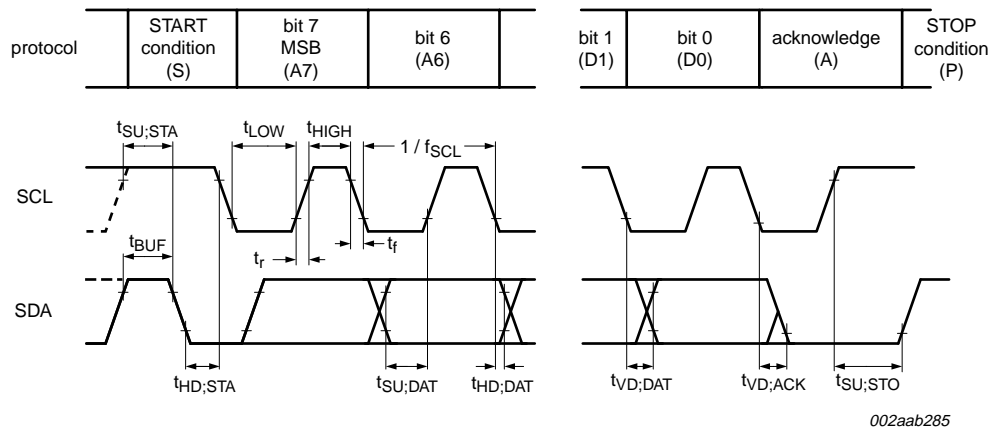 protocol
START
condition
(S)
bit 7
MSB
(A7)
bit 6
(A6)
bit 1
(D1)
bit 0
(D0)
acknowledge
(A)
STOP
condition
(P)
tSU;STA
tLOW
tHIGH
1 / fSCL
SCL
tBUF
tr
tf
SDA
tHD;STA
tSU;DAT
tHD;DAT
tVD;DAT
tVD;ACK
tSU;STO
002aab285